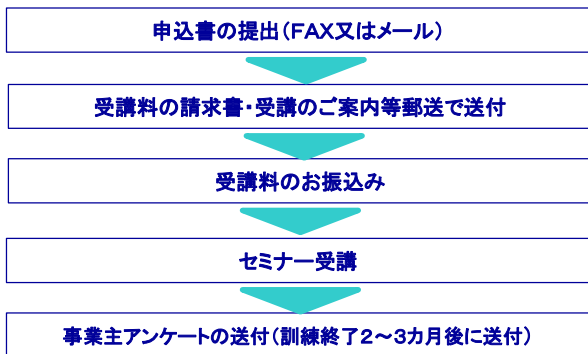 申込書の提出(FAX又はメール)
受講料の請求書・受講のご案内等郵送で送付
受講料のお振込み
セミナー受講
事業主アンケートの送付(訓練終了2～3カ月後に送付)